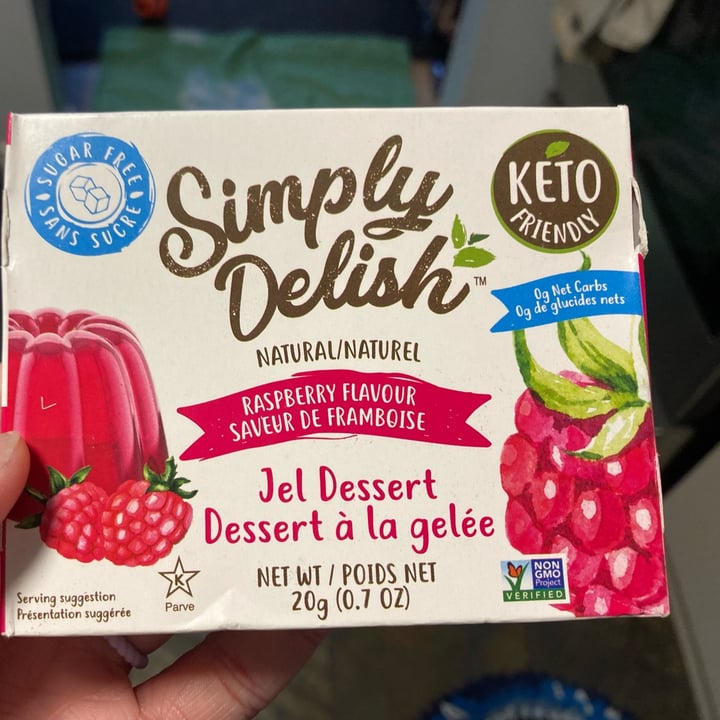 SUGAR FREE
SANS SUCRE
Simply
Delish™
KETO
FRIENDLY
0g Net Carbs
0g de glucides nets
NATURAL/NATUREL
RASPBERRY FLAVOUR
SAVEUR DE FRAMBOISE
Jel Dessert
Dessert à la gelée
NET WT / POIDS NET
20g (0.7 OZ)
Serving suggestion
Présentation suggérée
K
Parve
NON
GMO
Project
VERIFIED